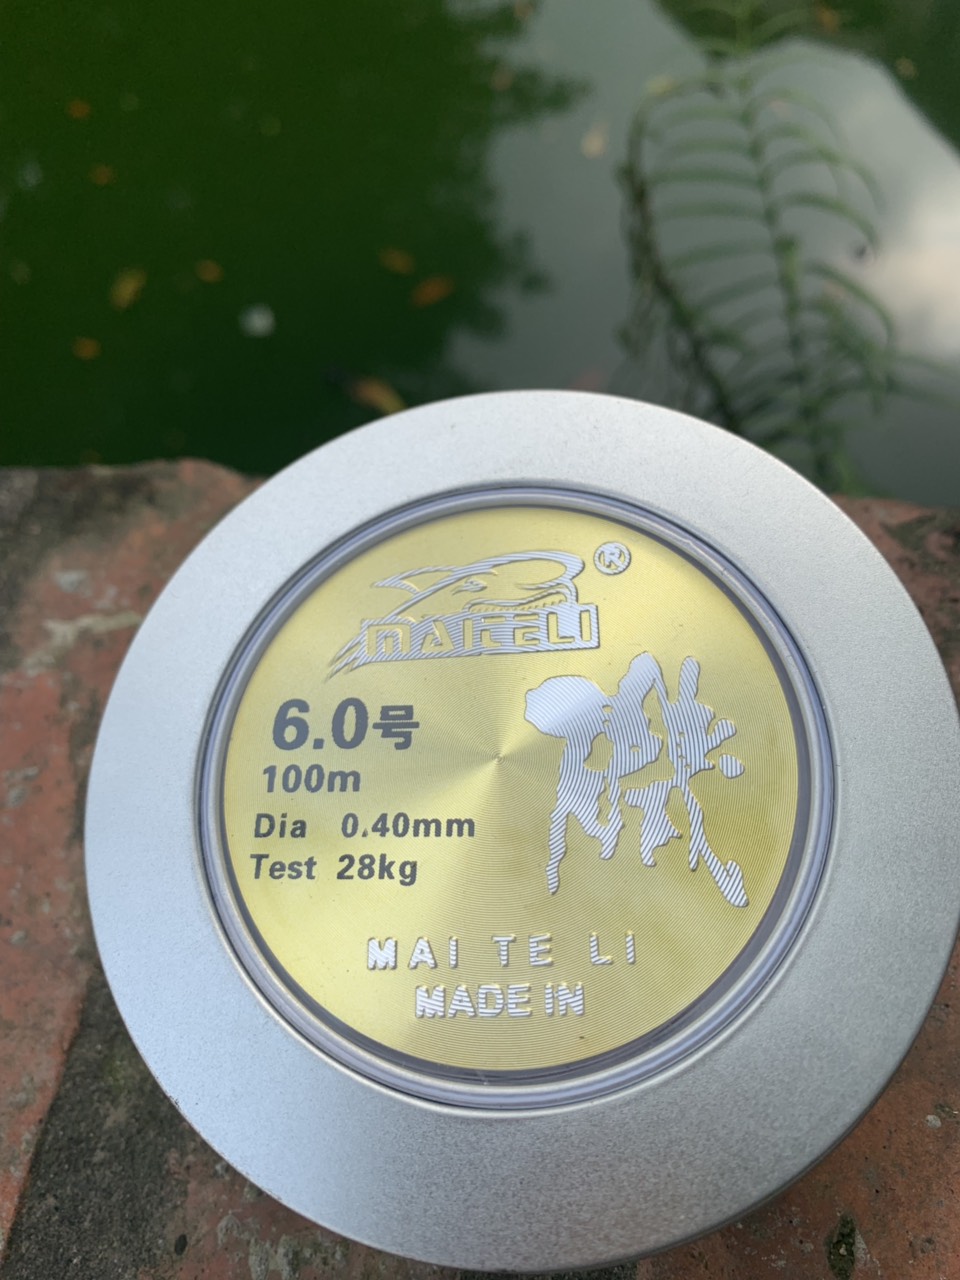 MAITELI ®
6.0号
100m
Dia 0.40mm
Test 28kg
MAI TE LI
MADE IN